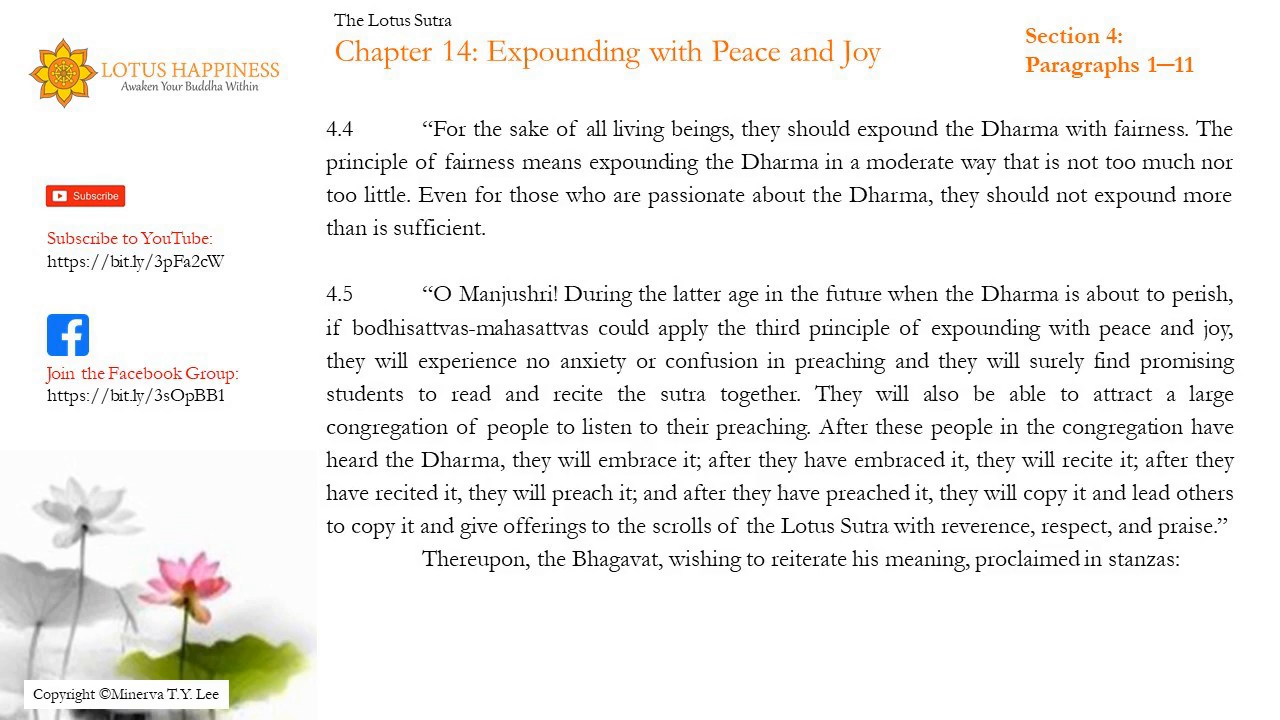 The Lotus Sutra
Chapter 14: Expounding with Peace and Joy
Section 4:
Paragraphs 1—11
LOTUS HAPPINESS
Awaken Your Buddha Within
Subscribe
Subscribe to YouTube:
https://bit.ly/3pFa2cW
Join the Facebook Group:
https://bit.ly/3sOpBB1
4.4 “For the sake of all living beings, they should expound the Dharma with fairness. The
principle of fairness means expounding the Dharma in a moderate way that is not too much nor
too little. Even for those who are passionate about the Dharma, they should not expound more
than is sufficient.
4.5 “O Manjushri! During the latter age in the future when the Dharma is about to perish,
if bodhisattvas-mahasattvas could apply the third principle of expounding with peace and joy,
they will experience no anxiety or confusion in preaching and they will surely find promising
students to read and recite the sutra together. They will also be able to attract a large
congregation of people to listen to their preaching. After these people in the congregation have
heard the Dharma, they will embrace it; after they have embraced it, they will recite it; after they
have recited it, they will preach it; and after they have preached it, they will copy it and lead others
to copy it and give offerings to the scrolls of the Lotus Sutra with reverence, respect, and praise.”
Thereupon, the Bhagavat, wishing to reiterate his meaning, proclaimed in stanzas:
Copyright ©Minerva T.Y. Lee